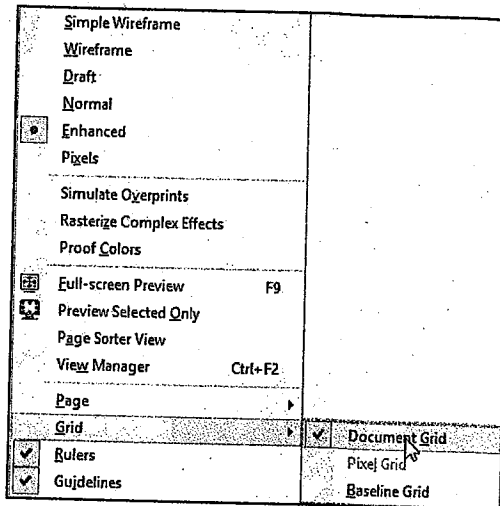 Simple Wireframe
Wireframe
Draft
Normal
Enhanced
Pixels
Simulate Overprints
Rasterize Complex Effects
Proof Colors
Full-screen Preview F9
Preview Selected Only
Page Sorter View
View Manager Ctrl+F2
Page
Grid
Document Grid
Rulers
Pixel Grid
Guidelines
Baseline Grid